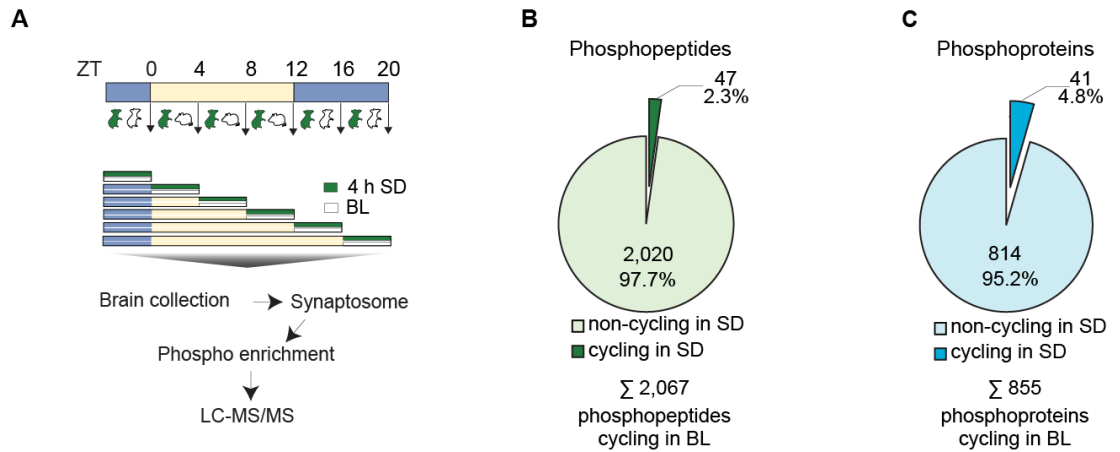 A
ZT 0 4 8 12 16 20
4 h SD
BL
Brain collection
Synaptosome
Phospho enrichment
LC-MS/MS
B
Phosphopeptides
47
2.3%
2,020
97.7%
non-cycling in SD
cycling in SD
∑ 2,067
phosphopeptides
cycling in BL
C
Phosphoproteins
41
4.8%
814
95.2%
non-cycling in SD
cycling in SD
∑ 855
phosphoproteins
cycling in BL